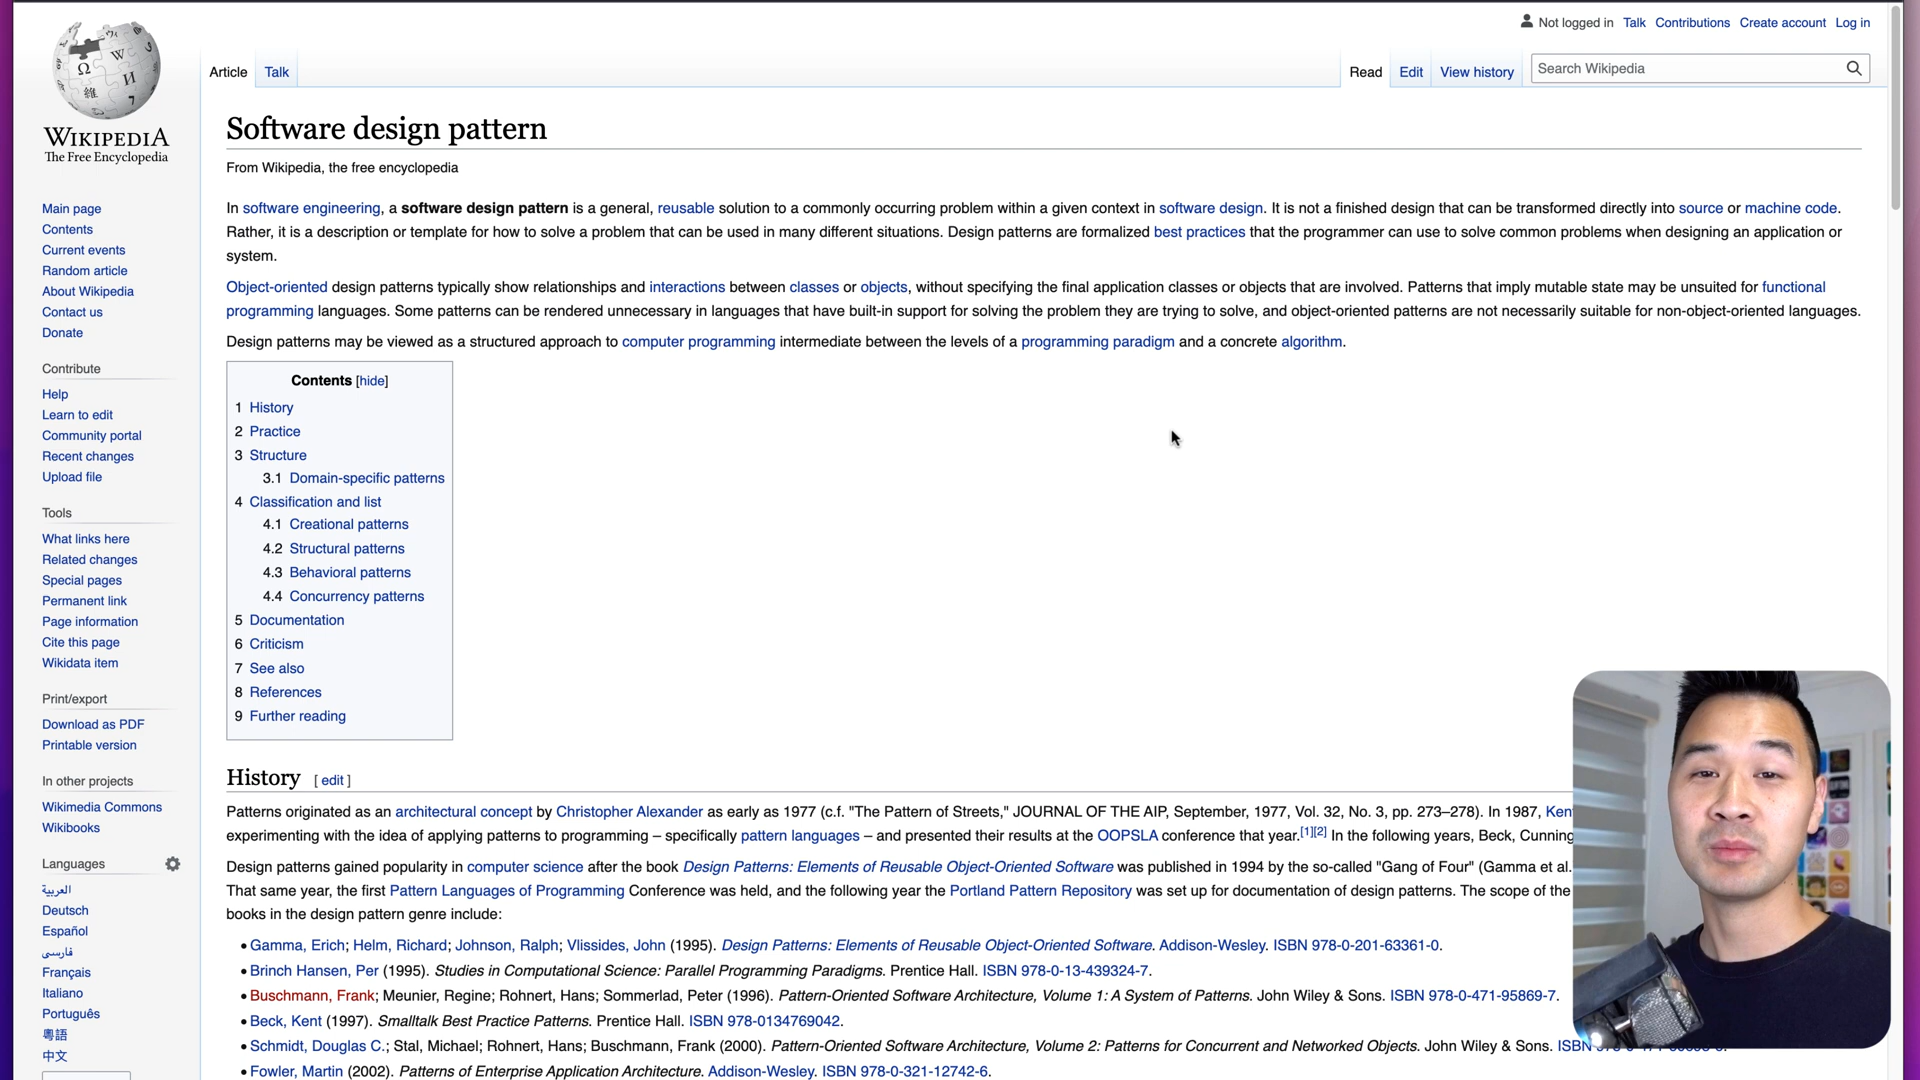 Not logged in Talk Contributions Create account Log in
Article Talk
Read Edit View history Search Wikipedia
WIKIPEDIA
The Free Encyclopedia
Main page
Contents
Current events
Random article
About Wikipedia
Contact us
Donate
Contribute
Help
Learn to edit
Community portal
Recent changes
Upload file
Tools
What links here
Related changes
Special pages
Permanent link
Page information
Cite this page
Wikidata item
Print/export
Download as PDF
Printable version
In other projects
Wikimedia Commons
Wikibooks
Languages
العربية
Deutsch
Español
فارسی
Français
Italiano
Português
粵語
中文
Software design pattern
From Wikipedia, the free encyclopedia
In software engineering, a software design pattern is a general, reusable solution to a commonly occurring problem within a given context in software design. It is not a finished design that can be transformed directly into source or machine code.
Rather, it is a description or template for how to solve a problem that can be used in many different situations. Design patterns are formalized best practices that the programmer can use to solve common problems when designing an application or
system.
Object-oriented design patterns typically show relationships and interactions between classes or objects, without specifying the final application classes or objects that are involved. Patterns that imply mutable state may be unsuited for functional
programming languages. Some patterns can be rendered unnecessary in languages that have built-in support for solving the problem they are trying to solve, and object-oriented patterns are not necessarily suitable for non-object-oriented languages.
Design patterns may be viewed as a structured approach to computer programming intermediate between the levels of a programming paradigm and a concrete algorithm.
Contents [hide]
1 History
2 Practice
3 Structure
3.1 Domain-specific patterns
4 Classification and list
4.1 Creational patterns
4.2 Structural patterns
4.3 Behavioral patterns
4.4 Concurrency patterns
5 Documentation
6 Criticism
7 See also
8 References
9 Further reading
History [ edit ]
Patterns originated as an architectural concept by Christopher Alexander as early as 1977 (c.f. "The Pattern of Streets," JOURNAL OF THE AIP, September, 1977, Vol. 32, No. 3, pp. 273–278). In 1987, Ken
experimenting with the idea of applying patterns to programming – specifically pattern languages – and presented their results at the OOPSLA conference that year.[1][2] In the following years, Beck, Cunning
Design patterns gained popularity in computer science after the book Design Patterns: Elements of Reusable Object-Oriented Software was published in 1994 by the so-called "Gang of Four" (Gamma et al.
That same year, the first Pattern Languages of Programming Conference was held, and the following year the Portland Pattern Repository was set up for documentation of design patterns. The scope of the
books in the design pattern genre include:
• Gamma, Erich; Helm, Richard; Johnson, Ralph; Vlissides, John (1995). Design Patterns: Elements of Reusable Object-Oriented Software. Addison-Wesley. ISBN 978-0-201-63361-0.
• Brinch Hansen, Per (1995). Studies in Computational Science: Parallel Programming Paradigms. Prentice Hall. ISBN 978-0-13-439324-7.
• Buschmann, Frank; Meunier, Regine; Rohnert, Hans; Sommerlad, Peter (1996). Pattern-Oriented Software Architecture, Volume 1: A System of Patterns. John Wiley & Sons. ISBN 978-0-471-95869-7.
• Beck, Kent (1997). Smalltalk Best Practice Patterns. Prentice Hall. ISBN 978-0134769042.
• Schmidt, Douglas C.; Stal, Michael; Rohnert, Hans; Buschmann, Frank (2000). Pattern-Oriented Software Architecture, Volume 2: Patterns for Concurrent and Networked Objects. John Wiley & Sons. ISBN
• Fowler, Martin (2002). Patterns of Enterprise Application Architecture. Addison-Wesley. ISBN 978-0-321-12742-6.